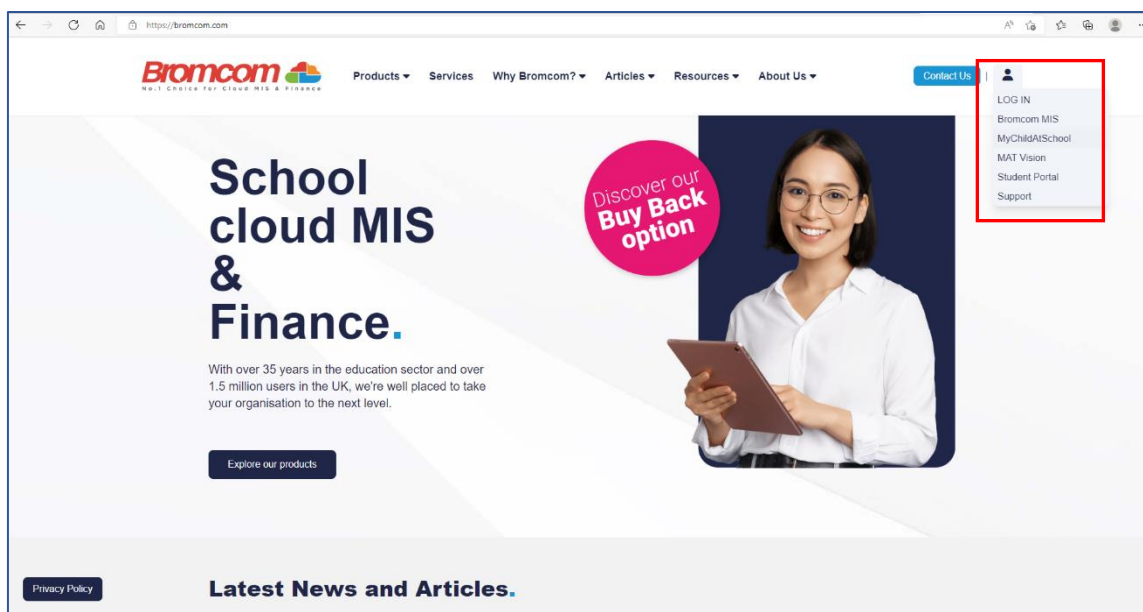 https://bromcom.com
Bromcom
No.1 Choice for Cloud MIS & Finance
Products Services Why Bromcom? Articles Resources About Us
Contact Us |
LOG IN
Bromcom MIS
MyChildAtSchool
MAT Vision
Student Portal
Support
School
cloud MIS
&
Finance.
With over 35 years in the education sector and over
1.5 million users in the UK, we're well placed to take
your organisation to the next level.
Explore our products
Discover our
Buy Back
option
Privacy Policy
Latest News and Articles.